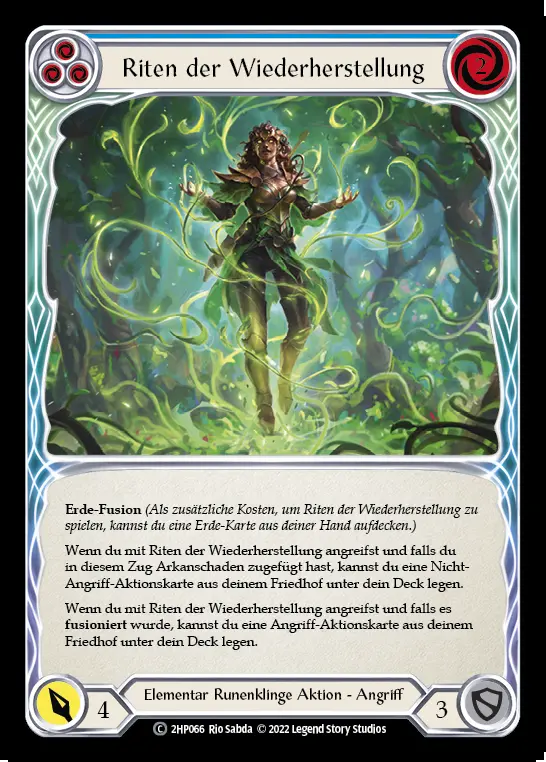 Riten der Wiederherstellung
2
Erde-Fusion (Als zusätzliche Kosten, um Riten der Wiederherstellung zu
spielen, kannst du eine Erde-Karte aus deiner Hand aufdecken.)
Wenn du mit Riten der Wiederherstellung angreifst und falls du
in diesem Zug Arkanschaden zugefügt hast, kannst du eine Nicht-
Angriff-Aktionskarte aus deinem Friedhof unter dein Deck legen.
Wenn du mit Riten der Wiederherstellung angreifst und falls es
fusioniert wurde, kannst du eine Angriff-Aktionskarte aus deinem
Friedhof unter dein Deck legen.
4
Elementar Runenklinge Aktion - Angriff
3
C 2HP066 Rio Sabda © 2022 Legend Story Studios